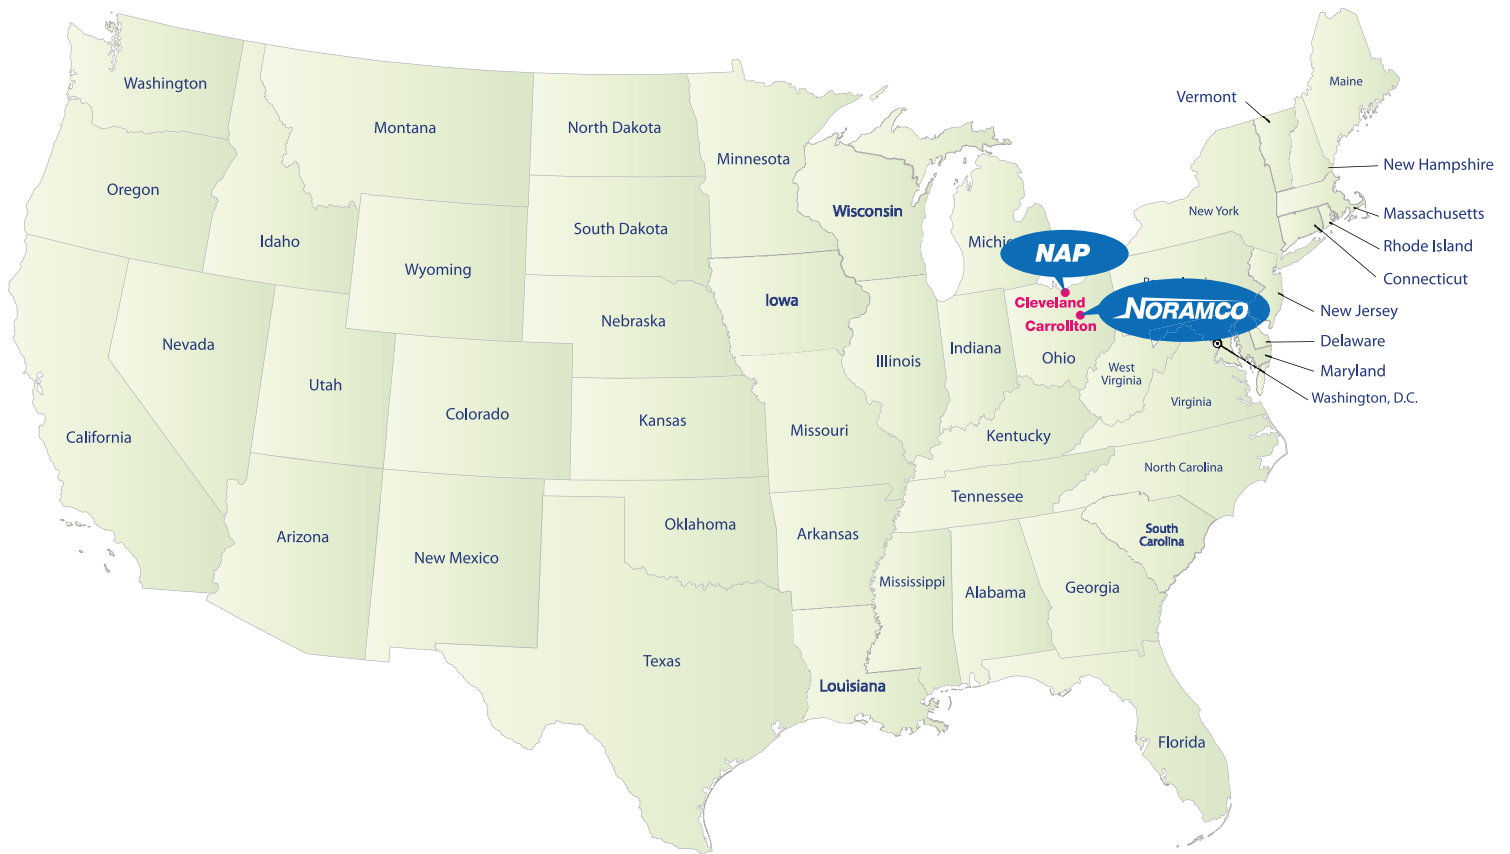 Washington
Montana
North Dakota
Minnesota
Maine
Vermont
New Hampshire
Oregon
Idaho
Wyoming
South Dakota
Wisconsin
Michi
New York
Massachusetts
Rhode Island
Connecticut
NAP
Cleveland
Carrollton
NORAMCO
New Jersey
Delaware
Maryland
Washington, D.C.
Iowa
Nebraska
Nevada
Utah
Colorado
Kansas
Illinois
Indiana
Ohio
West
Virginia
Virginia
California
Missouri
Kentucky
North Carolina
Tennessee
Arizona
New Mexico
Oklahoma
Arkansas
South
Carolina
Mississippi
Alabama
Georgia
Texas
Louisiana
Florida